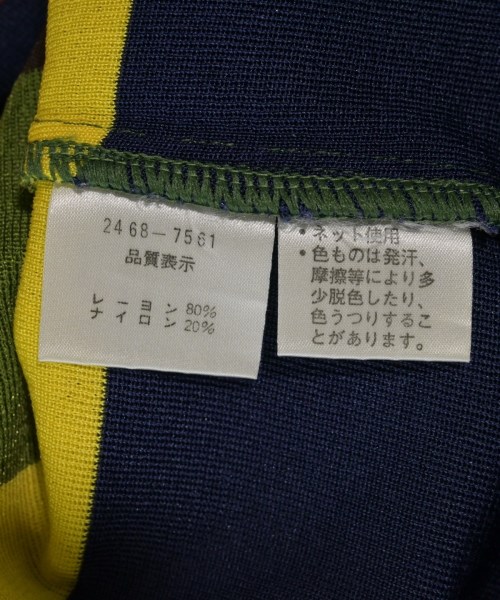 2468-7561
品質表示
レーヨン 80%
ナイロン 20%
・ネット使用
・色ものは発汗、
摩擦等により多
少脱色したり、
色うつりするこ
とがあります。